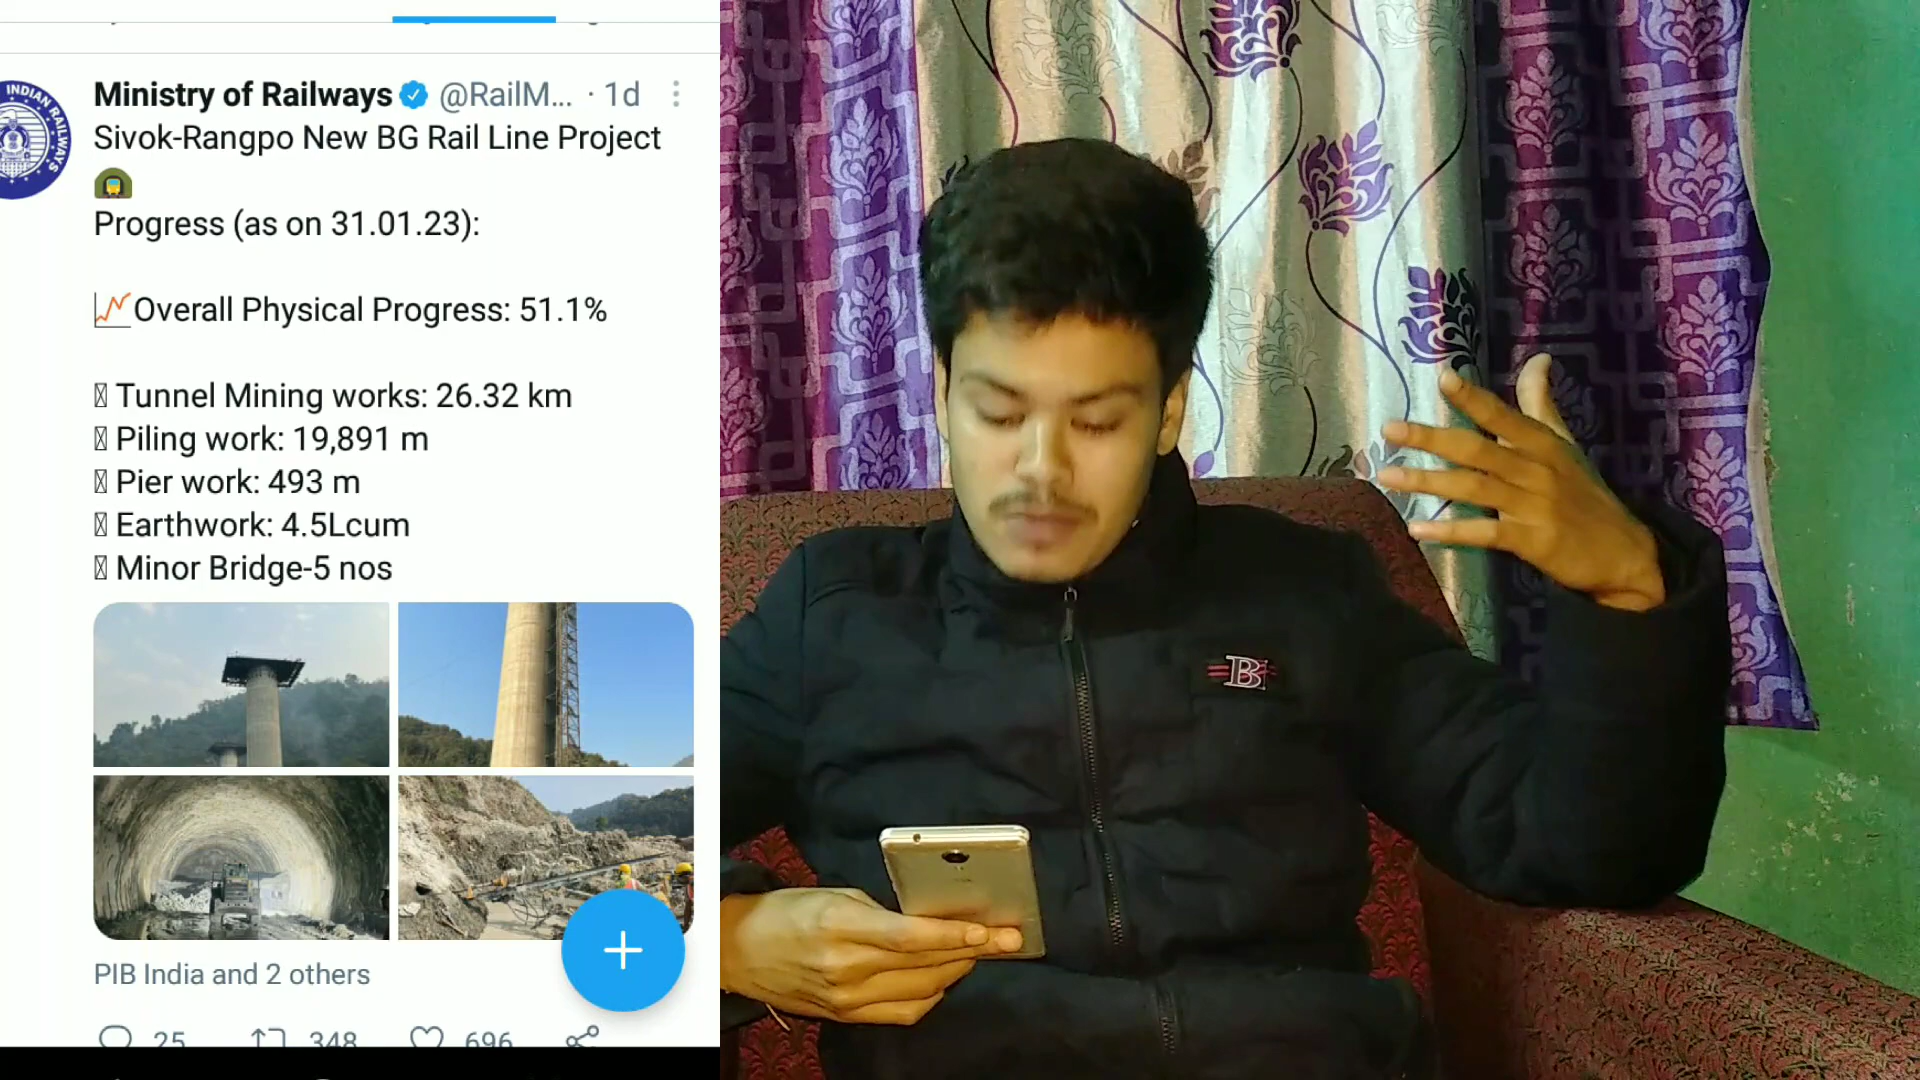 INDIAN RAILWAYS
Ministry of Railways @RailM... · 1d
Sivok-Rangpo New BG Rail Line Project
Progress (as on 31.01.23):
Overall Physical Progress: 51.1%
Tunnel Mining works: 26.32 km
Piling work: 19,891 m
Pier work: 493 m
Earthwork: 4.5Lcum
Minor Bridge-5 nos
PIB India and 2 others
25 348 696
B